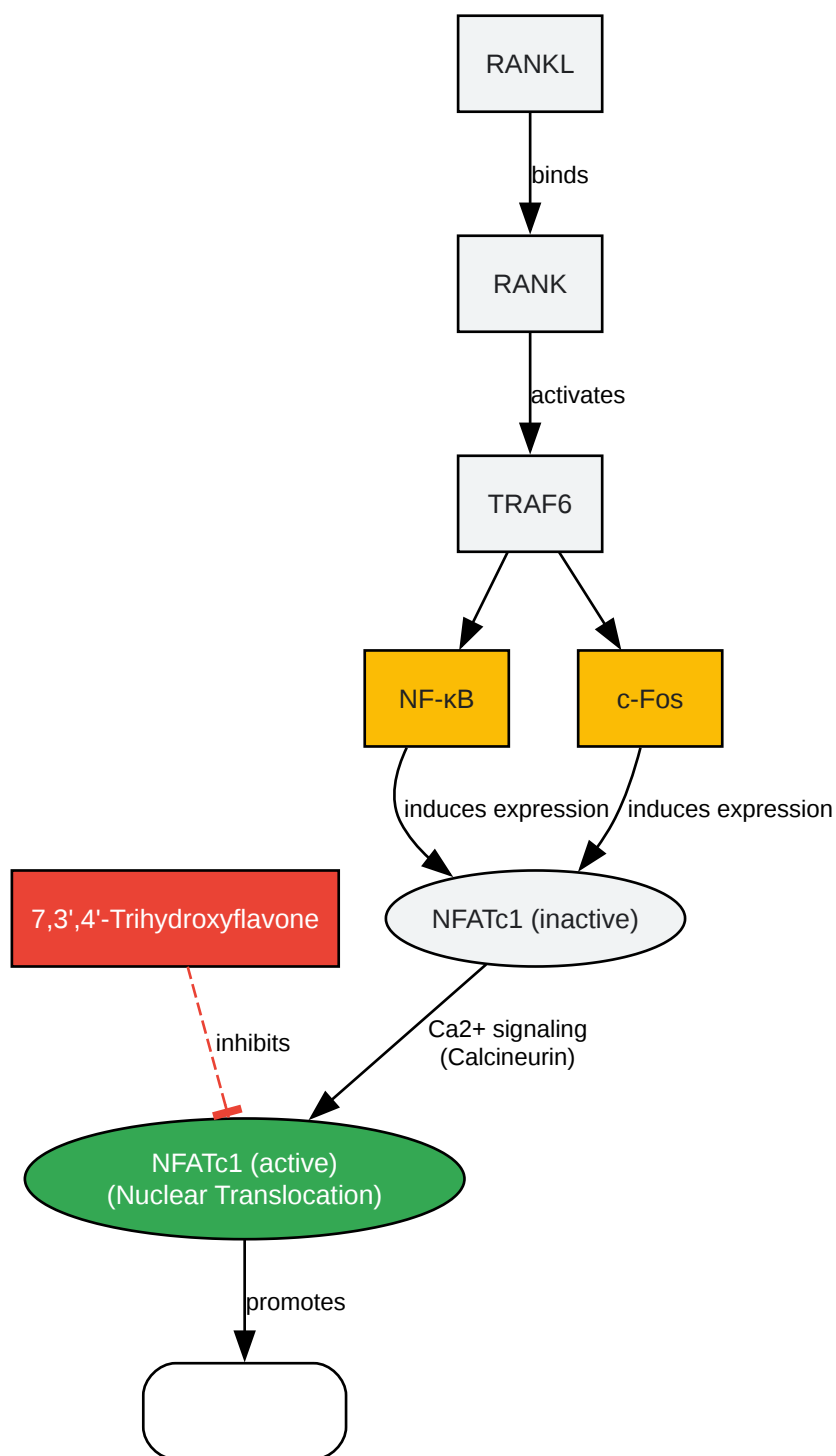 RANKL
binds
RANK
activates
TRAF6
NF-κB
c-Fos
induces expression
induces expression
7,3',4'-Trihydroxyflavone
NFATc1 (inactive)
inhibits
Ca2+ signaling
(Calcineurin)
NFATc1 (active)
(Nuclear Translocation)
promotes